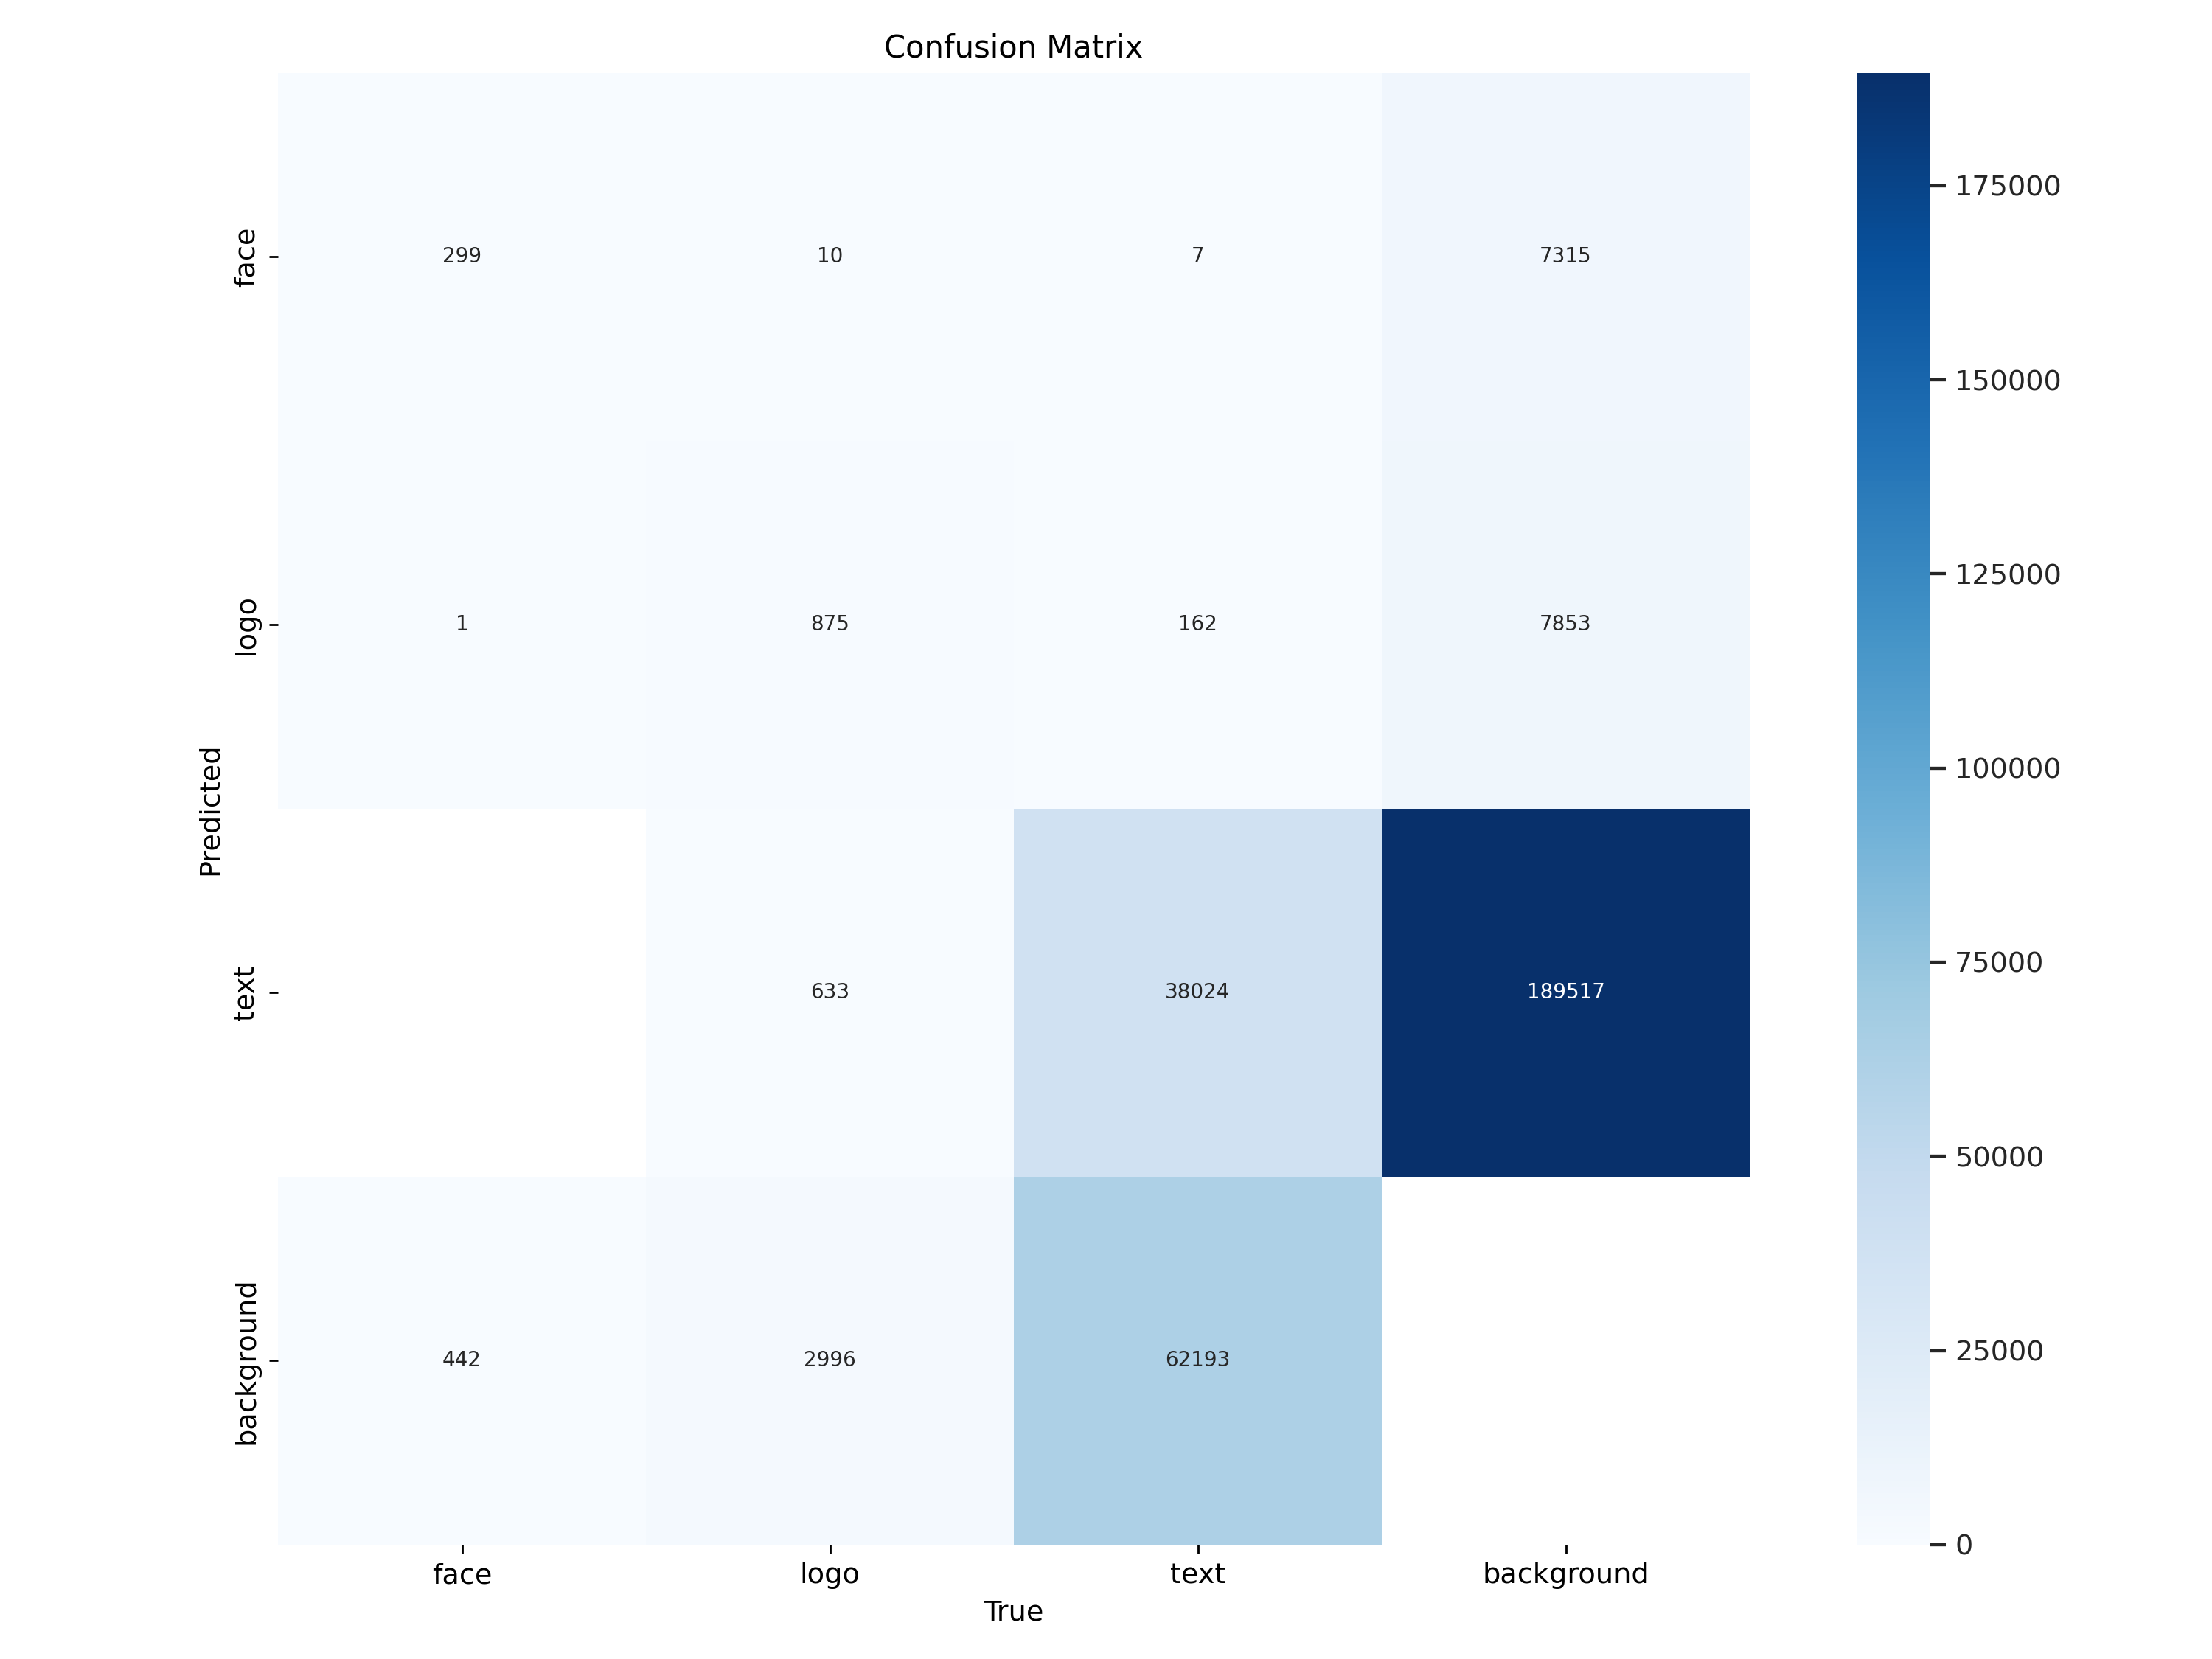 Confusion Matrix
face 299 10 7 7315
logo 1 875 162 7853
text 633 38024 189517
background 442 2996 62193
face logo text background
True
Predicted
175000
150000
125000
100000
75000
50000
25000
0